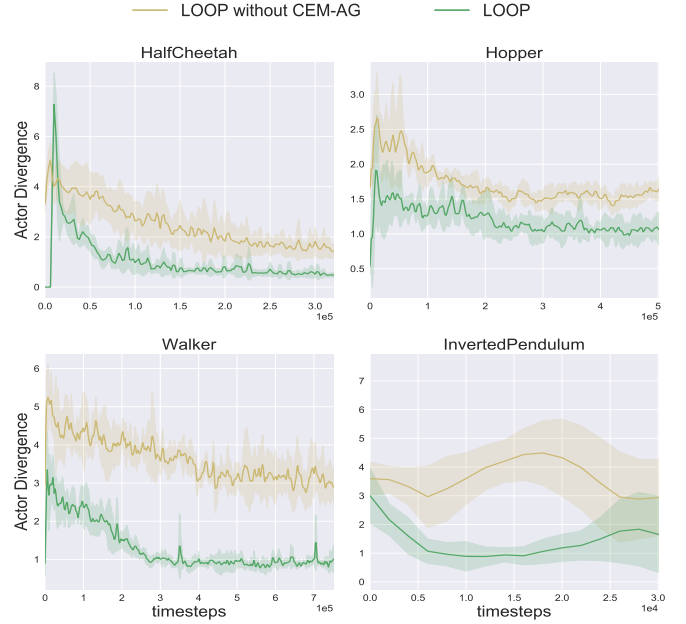 LOOP without CEM-AG LOOP
HalfCheetah Hopper
Actor Divergence
8
6
4
2
0
0.0 0.5 1.0 1.5 2.0 2.5 3.0
1e5
3.0
2.5
2.0
1.5
1.0
0.5
0 1 2 3 4 5
1e5
Walker InvertedPendulum
Actor Divergence
6
5
4
3
2
1
0 1 2 3 4 5 6 7
1e5
timesteps
7
6
5
4
3
2
1
0
0.0 0.5 1.0 1.5 2.0 2.5 3.0
1e4
timesteps